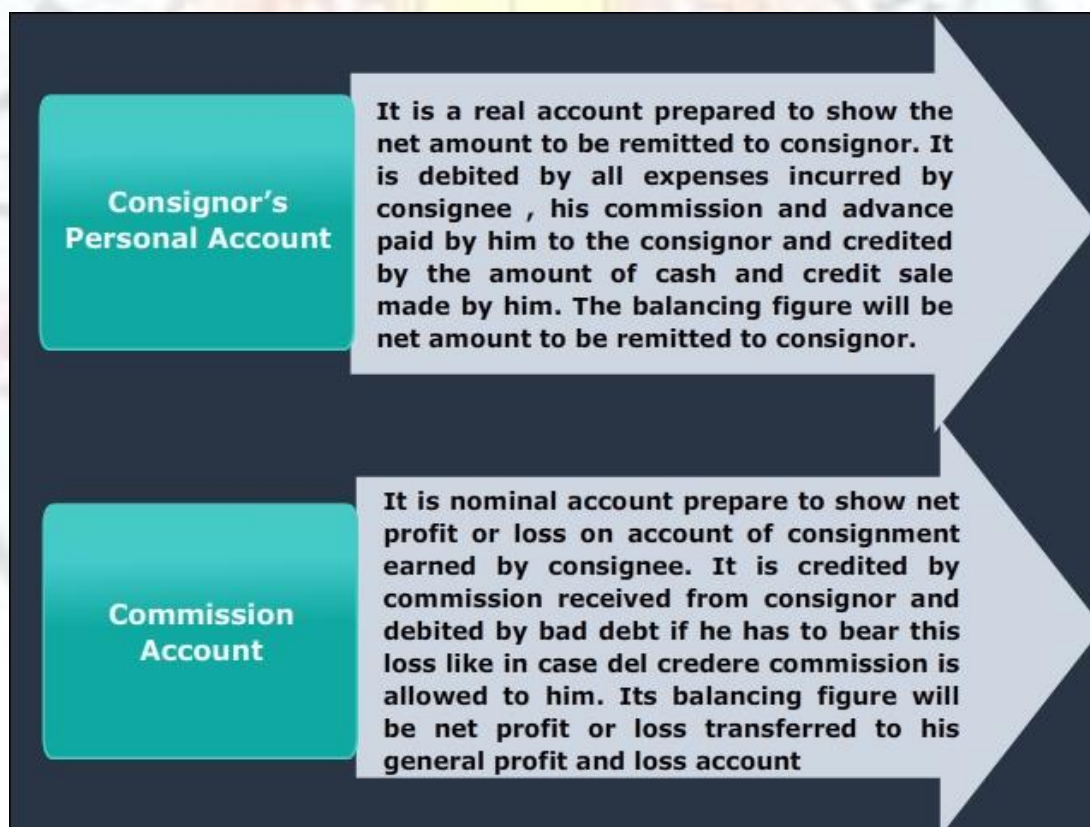 Consignor’s
Personal Account
It is a real account prepared to show the
net amount to be remitted to consignor. It
is debited by all expenses incurred by
consignee , his commission and advance
paid by him to the consignor and credited
by the amount of cash and credit sale
made by him. The balancing figure will be
net amount to be remitted to consignor.
Commission
Account
It is nominal account prepare to show net
profit or loss on account of consignment
earned by consignee. It is credited by
commission received from consignor and
debited by bad debt if he has to bear this
loss like in case del credere commission is
allowed to him. Its balancing figure will
be net profit or loss transferred to his
general profit and loss account